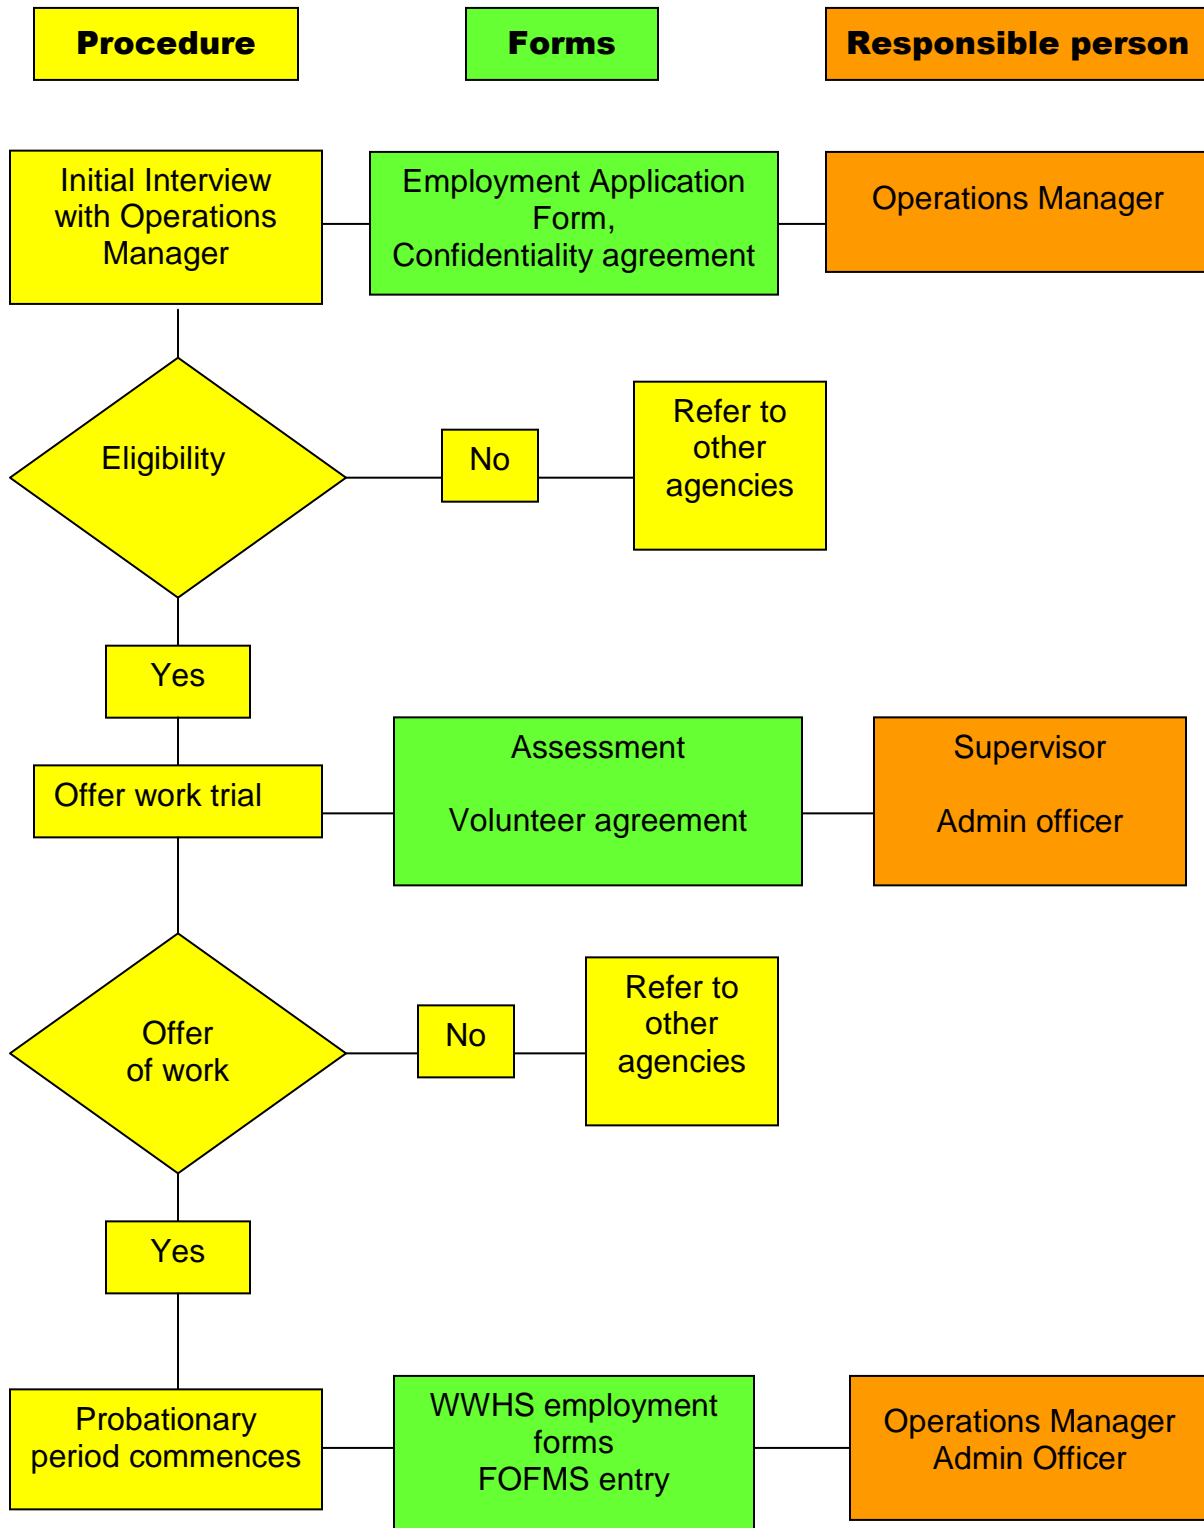 Procedure
Forms
Responsible person
Initial Interview
with Operations
Manager
Employment Application
Form,
Confidentiality agreement
Operations Manager
Eligibility
No
Refer to
other
agencies
Yes
Offer work trial
Assessment
Volunteer agreement
Supervisor
Admin officer
Offer
of work
No
Refer to
other
agencies
Yes
Probationary
period commences
WWHS employment
forms
FOFMS entry
Operations Manager
Admin Officer